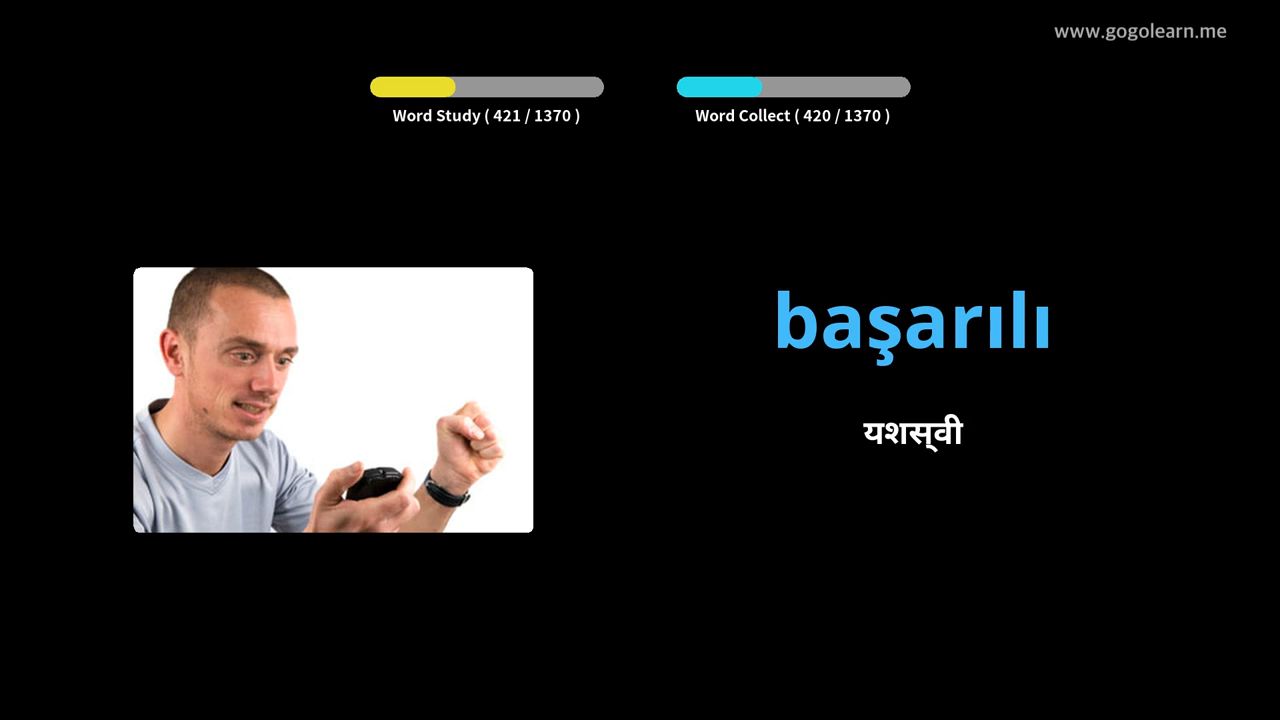 www.gogolearn.me
Word Study ( 421 / 1370 )
Word Collect ( 420 / 1370 )
başarılı
यशस्‌वी